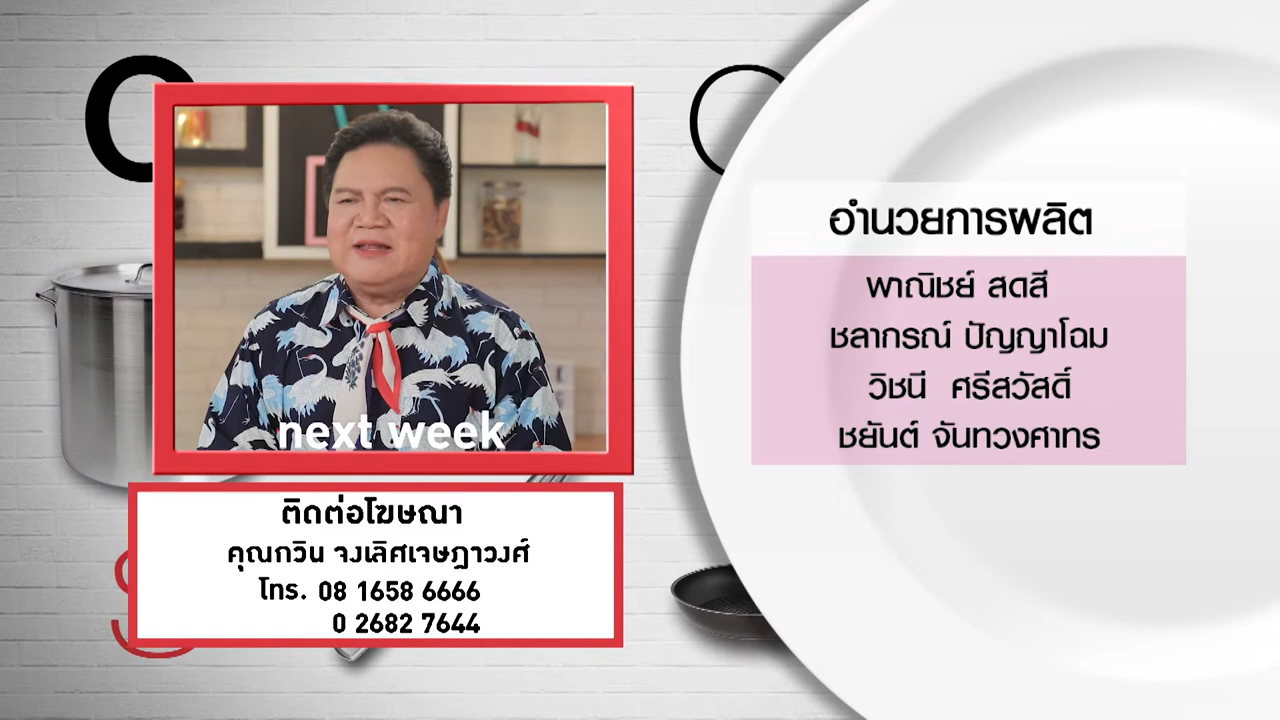 next week
ติดต่อโฆษณา
คุณกวิน จงเลิศเจษฎาวงศ์
โทร. 08 1658 6666
0 2682 7644
อำนวยการผลิต
พาณิชย์ สดสี
ชลากรณ์ ปัญญาโฉม
วิชนี ศรีสวัสดิ์
ชยันต์ จันทวงศาทร